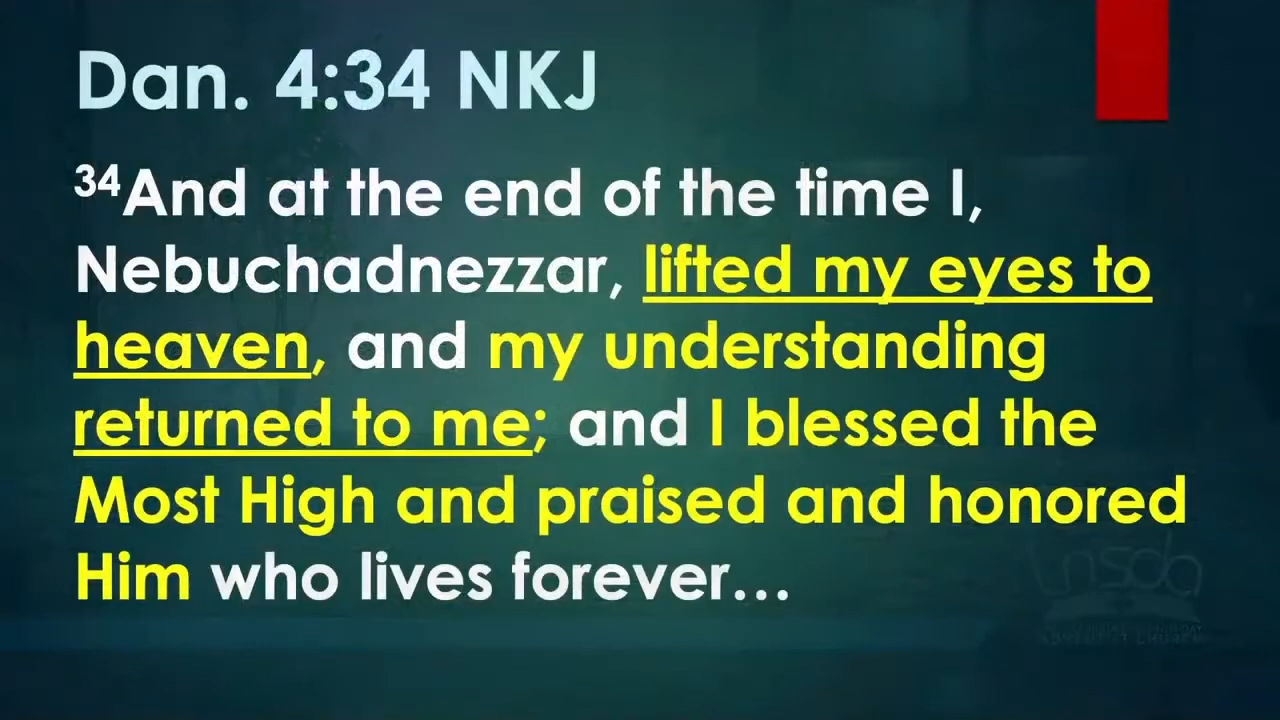 Dan. 4:34 NKJ
34And at the end of the time I,
Nebuchadnezzar, lifted my eyes to
heaven, and my understanding
returned to me; and I blessed the
Most High and praised and honored
Him who lives forever…